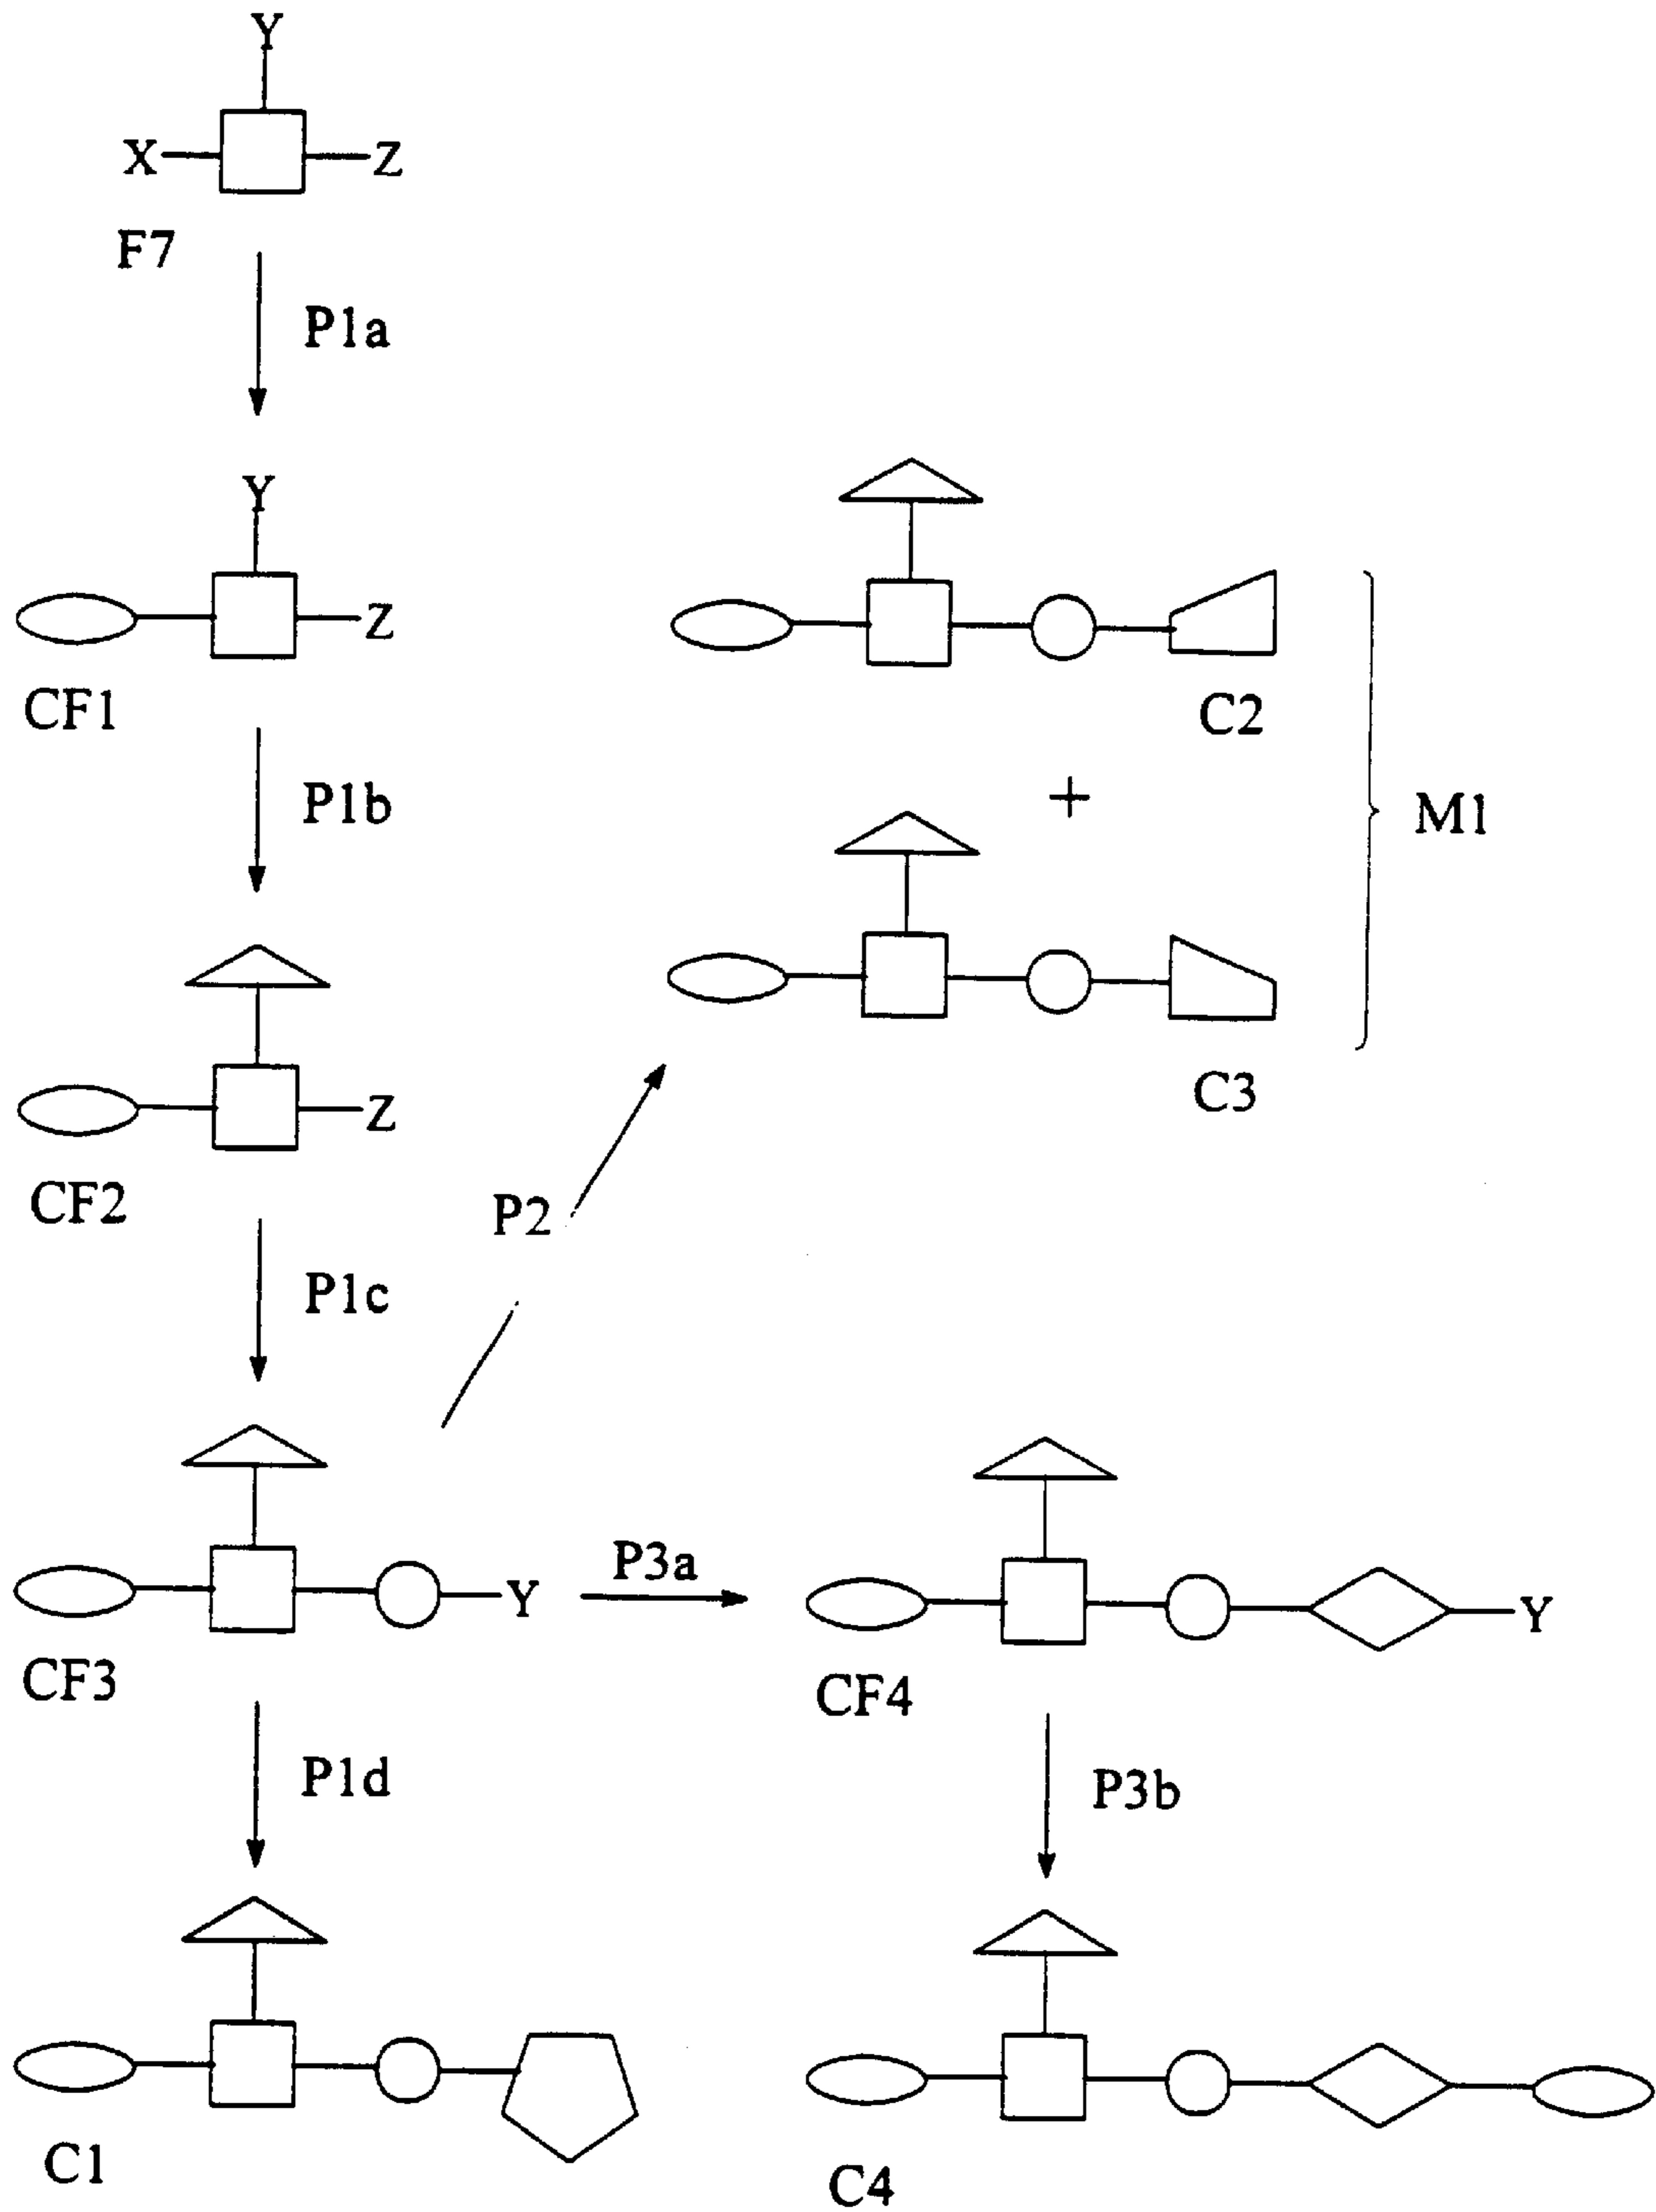 Y
X Z
F7
P1a
Y
Z
CF1
C2
P1b
+
M1
Z
C3
CF2
P2
P1c
Y
P3a
Y
CF3
CF4
P1d
P3b
C1
C4